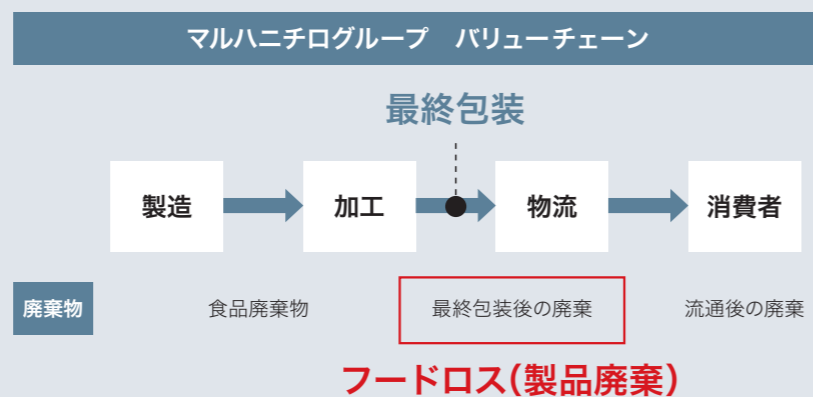 マルハニチログループ　バリューチェーン
最終包装
製造
加工
物流
消費者
廃棄物
食品廃棄物
最終包装後の廃棄
流通後の廃棄
フードロス(製品廃棄)